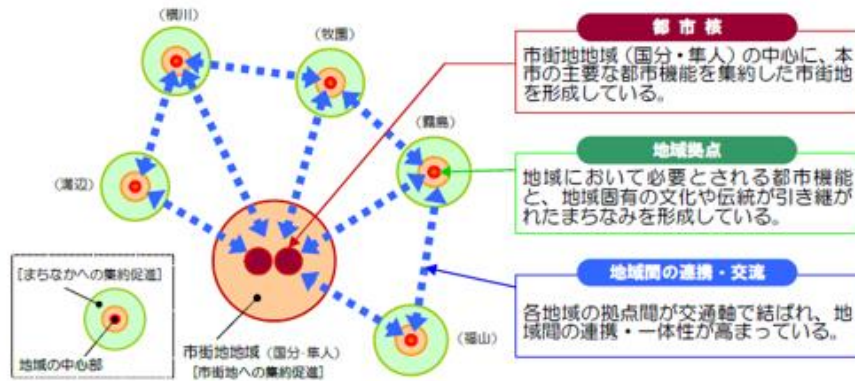 (横川)
(牧園)
(霧島)
(溝辺)
(福山)
都市核
市街地地域(国分・隼人)の中心に、本
市の主要な都市機能を集約した市街地
を形成している。
地域拠点
地域において必要とされる都市機能
と、地域固有の文化や伝統が引き継が
れたまちなみを形成している。
地域間の連携・交流
各地域の拠点間が交通軸で結ばれ、地
域間の連携・一体性が高まっている。
[まちなかへの集約促進]
地域の中心部
市街地地域(国分・隼人)
[市街地への集約促進]